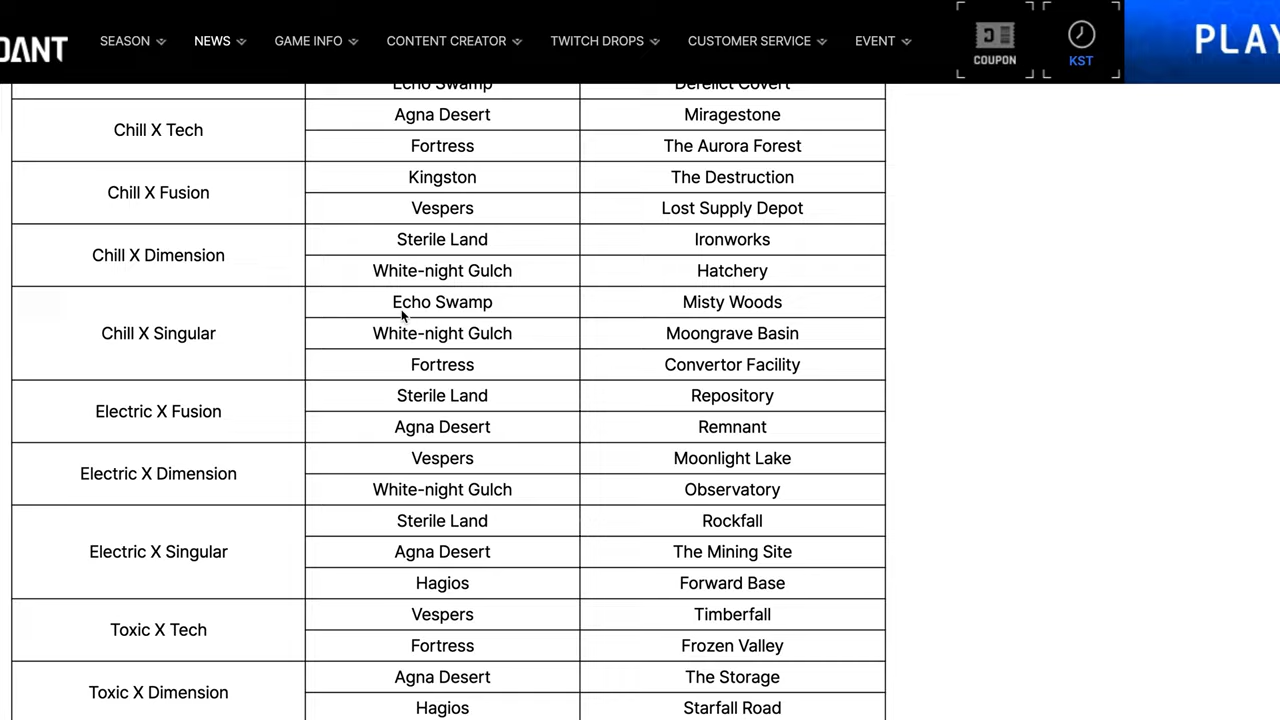 DANT SEASON NEWS GAME INFO CONTENT CREATOR TWITCH DROPS CUSTOMER SERVICE EVENT COUPON KST PLAY
Echo Swamp Derelict Covert
Chill X Tech Agna Desert Miragestone
Fortress The Aurora Forest
Chill X Fusion Kingston The Destruction
Vespers Lost Supply Depot
Chill X Dimension Sterile Land Ironworks
White-night Gulch Hatchery
Chill X Singular Echo Swamp Misty Woods
White-night Gulch Moongrave Basin
Fortress Convertor Facility
Electric X Fusion Sterile Land Repository
Agna Desert Remnant
Electric X Dimension Vespers Moonlight Lake
White-night Gulch Observatory
Electric X Singular Sterile Land Rockfall
Agna Desert The Mining Site
Hagios Forward Base
Toxic X Tech Vespers Timberfall
Fortress Frozen Valley
Toxic X Dimension Agna Desert The Storage
Hagios Starfall Road